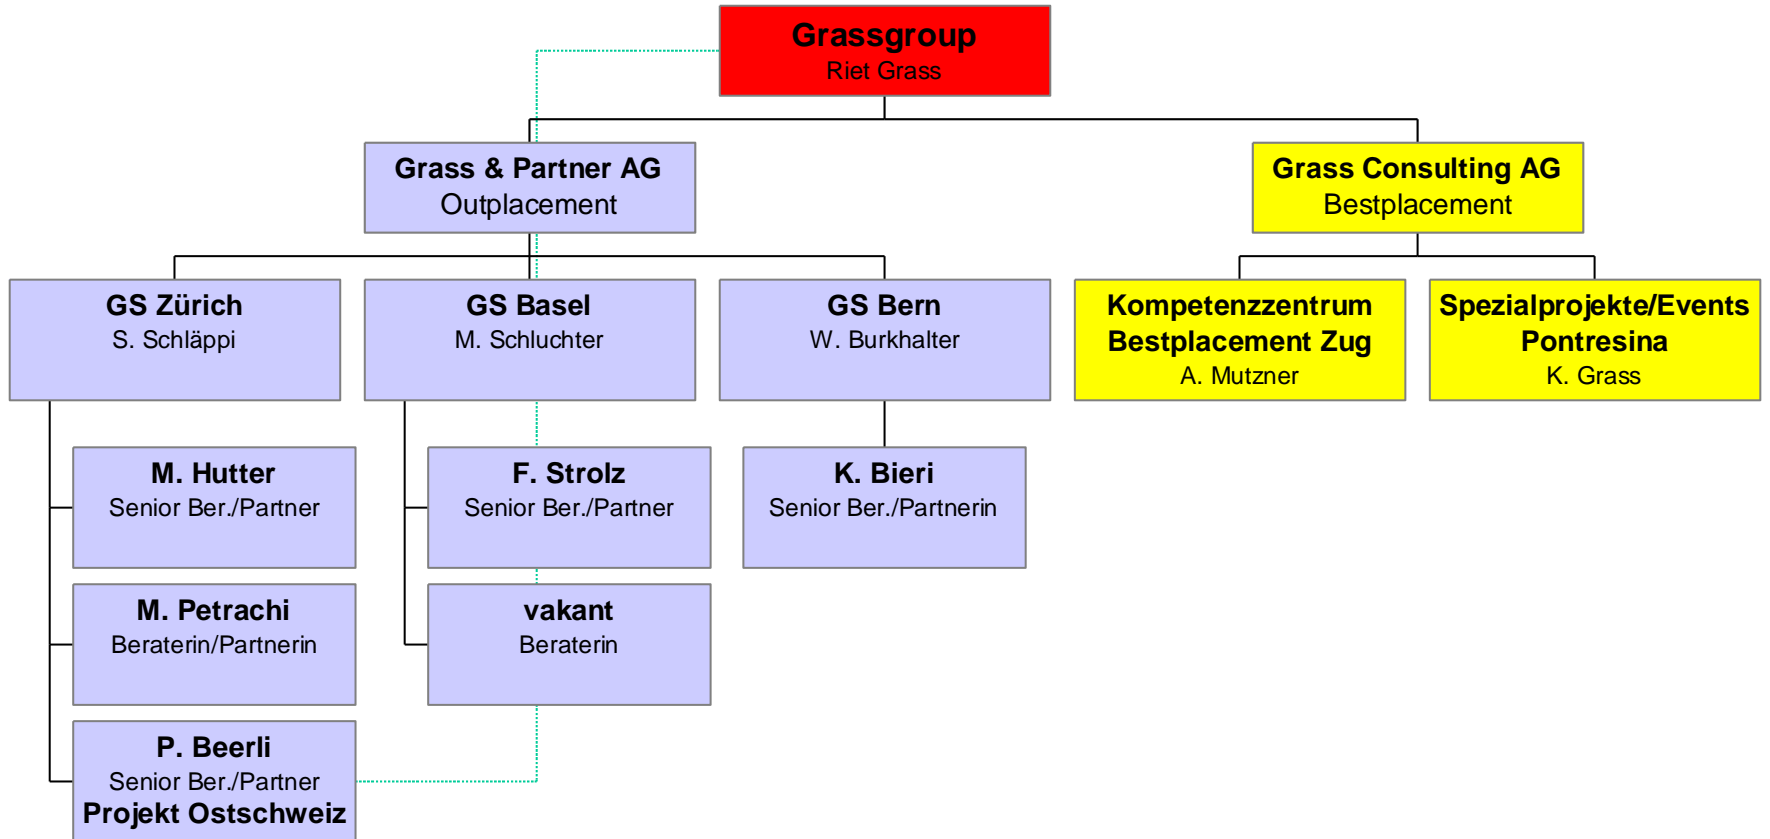 Grassgroup
Riet Grass
Grass & Partner AG
Outplacement
Grass Consulting AG
Bestplacement
GS Zürich
S. Schläppi
GS Basel
M. Schluchter
GS Bern
W. Burkhalter
Kompetenzzentrum
Bestplacement Zug
A. Mutzner
Spezialprojekte/Events
Pontresina
K. Grass
M. Hutter
Senior Ber./Partner
F. Strolz
Senior Ber./Partner
K. Bieri
Senior Ber./Partnerin
M. Petrachi
Beraterin/Partnerin
vakant
Beraterin
P. Beerli
Senior Ber./Partner
Projekt Ostschweiz